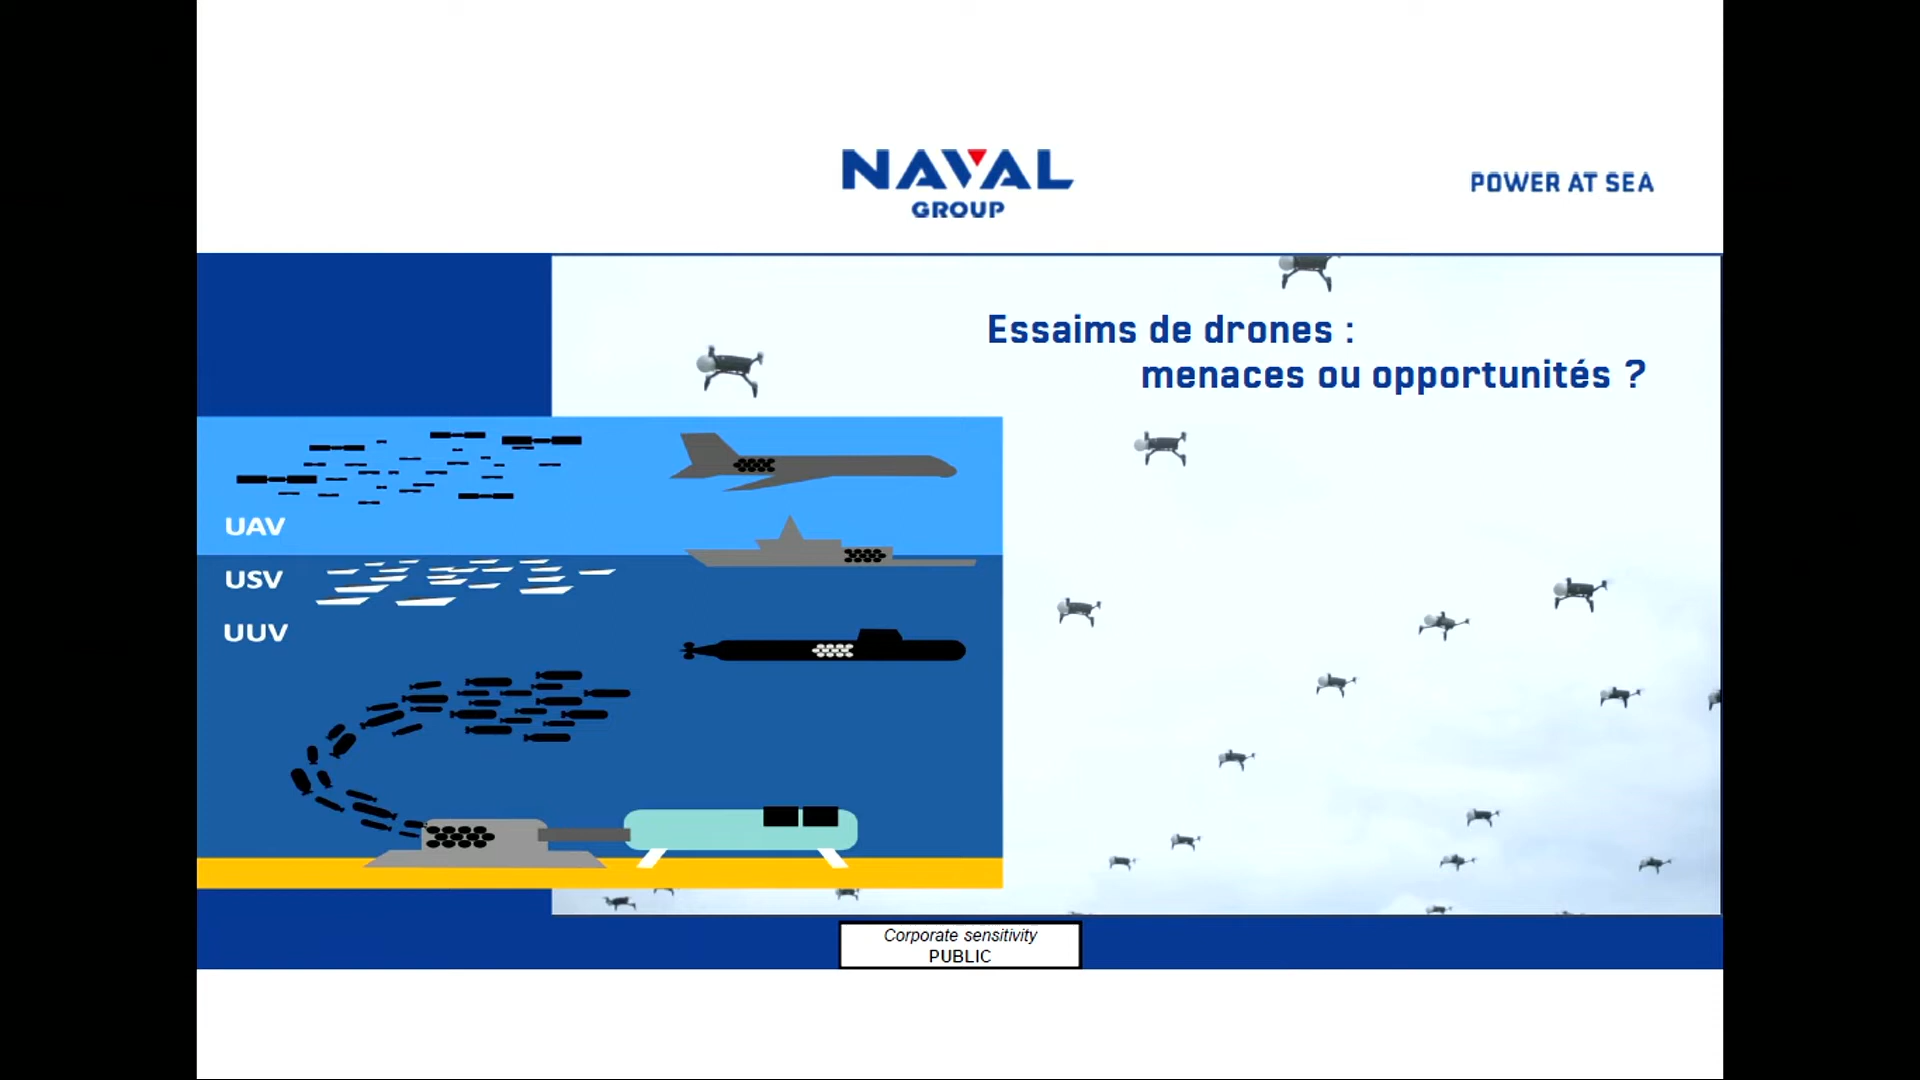 NAVAL
GROUP
POWER AT SEA
Essaims de drones :
menaces ou opportunités ?
UAV
USV
UUV
Corporate sensitivity
PUBLIC